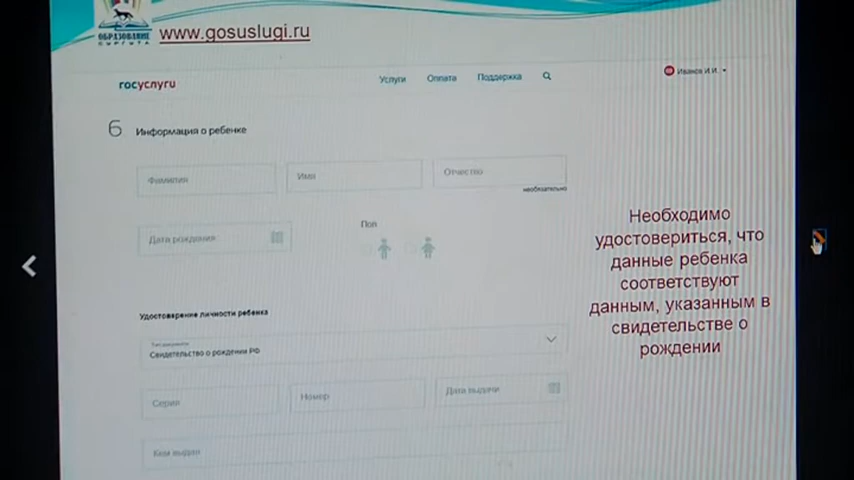 ОБРАЗОВАНИЕ
СУРГУТА
www.gosuslugi.ru
госуслуги
Услуги
Оплата
Поддержка
Иванов И.И.
6
Информация о ребенке
Фамилия
Имя
Отчество
необязательно
Дата рождения
Пол
Удостоверение личности ребенка
Тип документа
Свидетельство о рождении РФ
Серия
Номер
Дата выдачи
Кем выдан
Необходимо
удостовериться, что
данные ребенка
соответствуют
данным, указанным в
свидетельстве о
рождении